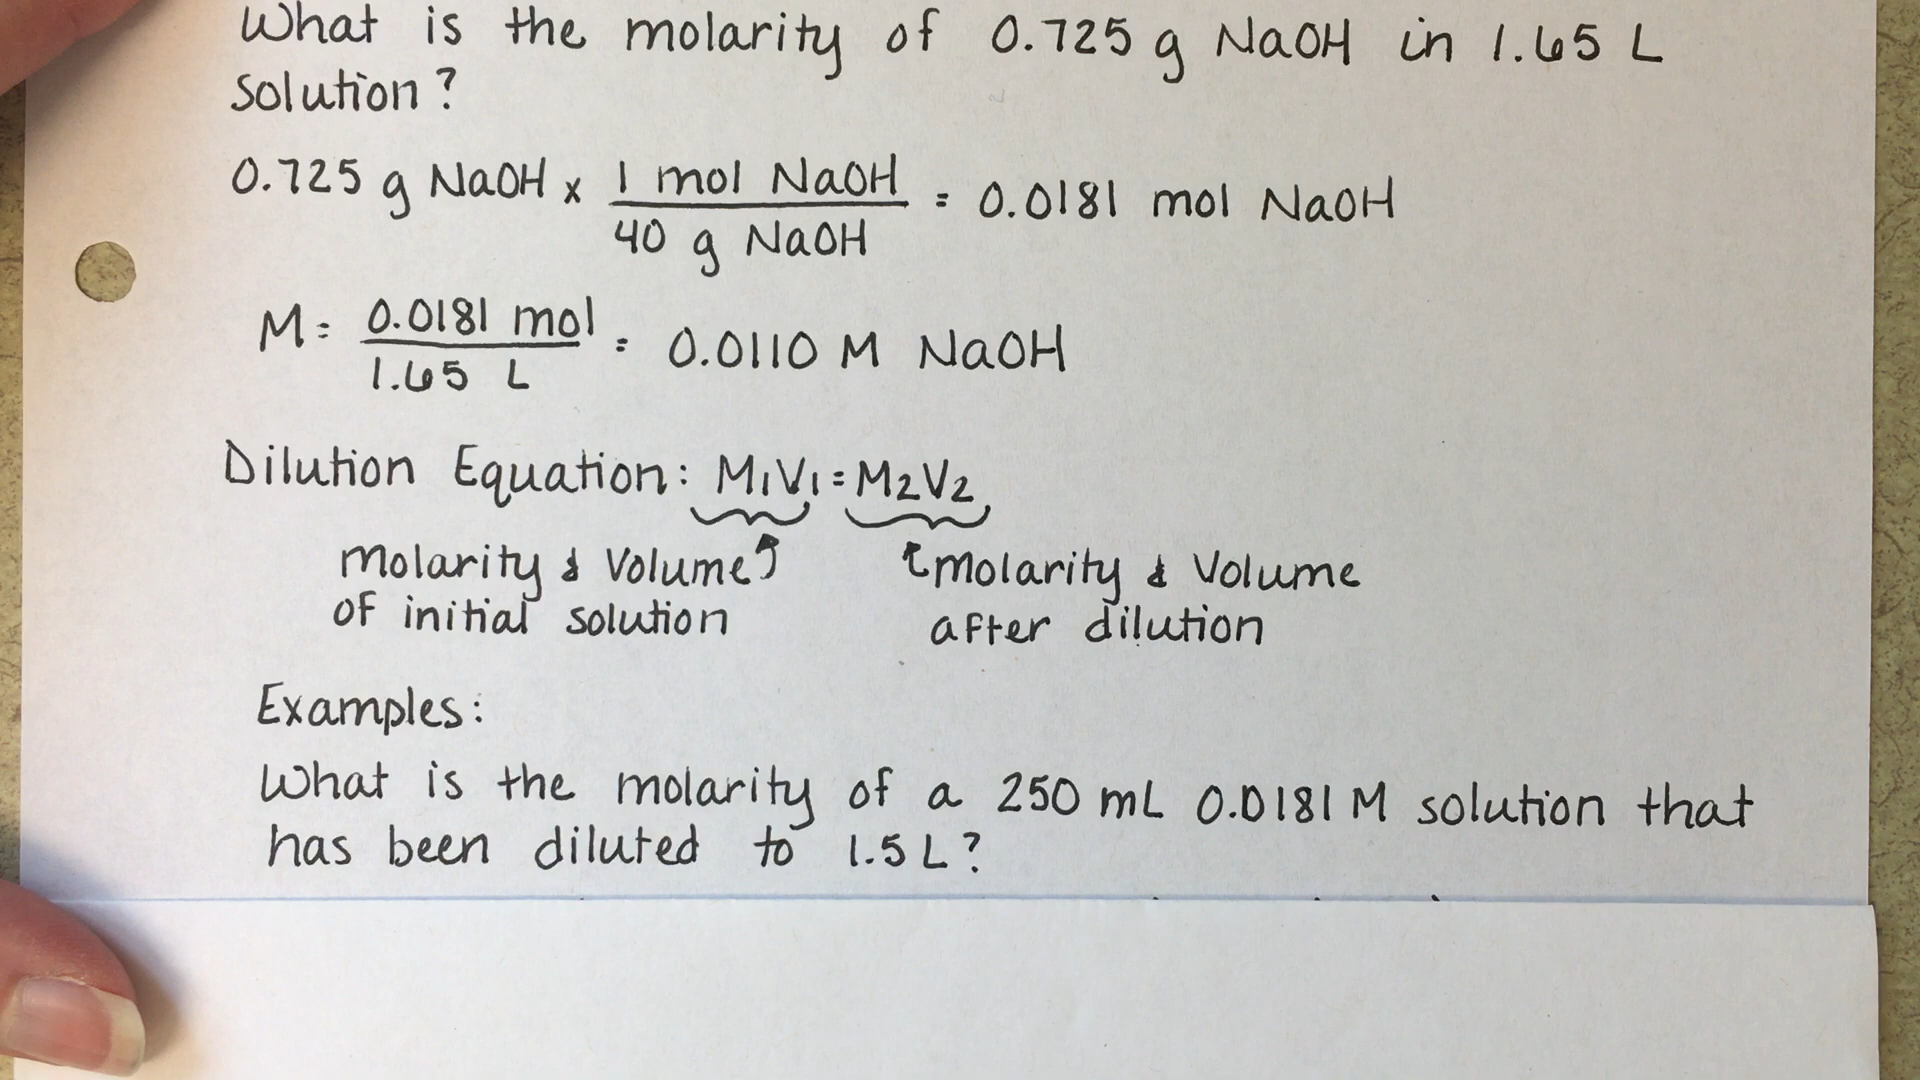 What is the molarity of 0.725 g NaOH in 1.65 L
solution?
0.725 g NaOH x 1 mol NaOH / 40 g NaOH = 0.0181 mol NaOH
M = 0.0181 mol / 1.65 L = 0.0110 M NaOH
Dilution Equation: M1V1 = M2V2
Molarity & Volume
of initial solution
Molarity & Volume
after dilution
Examples:
What is the molarity of a 250 mL 0.0181 M solution that
has been diluted to 1.5 L?